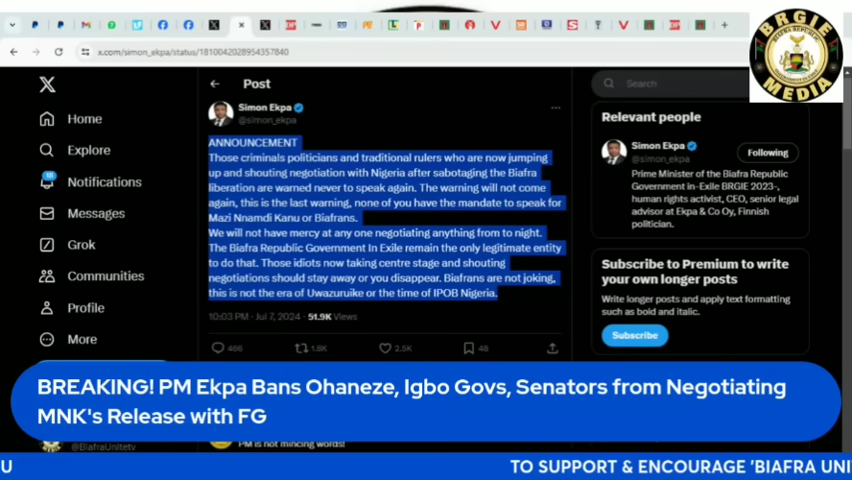 BRGIE
MEDIA
x.com/simon_ekpa/status/1810042028954357840
Post
Search
Home
Explore
Notifications
Messages
Grok
Communities
Profile
More
Simon Ekpa
@simon_ekpa
ANNOUNCEMENT
Those criminals politicians and traditional rulers who are now jumping
up and shouting negotiation with Nigeria after sabotaging the Biafra
liberation are warned never to speak again. The warning will not come
again, this is the last warning, none of you have the mandate to speak for
Mazi Nnamdi Kanu or Biafrans.
We will not have mercy at any one negotiating anything from to night.
The Biafra Republic Government In Exile remain the only legitimate entity
to do that. Those idiots now taking centre stage and shouting
negotiations should stay away or you disappear. Biafrans are not joking,
this is not the era of Uwazuruike or the time of IPOB Nigeria.
10:03 PM · Jul 7, 2024 · 51.9K Views
466
1.8K
2.5K
48
Relevant people
Simon Ekpa
@simon_ekpa
Following
Prime Minister of the Biafra Republic
Government in-Exile BRGIE 2023-,
human rights activist, CEO, senior legal
advisor at Ekpa & Co Oy, Finnish
politician.
Subscribe to Premium to write
your own longer posts
Write longer posts and apply text formatting
such as bold and italic.
Subscribe
BREAKING! PM Ekpa Bans Ohaneze, Igbo Govs, Senators from Negotiating
MNK's Release with FG
@BiafraUnitetv
PM is not mincing words!
U
TO SUPPORT & ENCOURAGE 'BIAFRA UNI